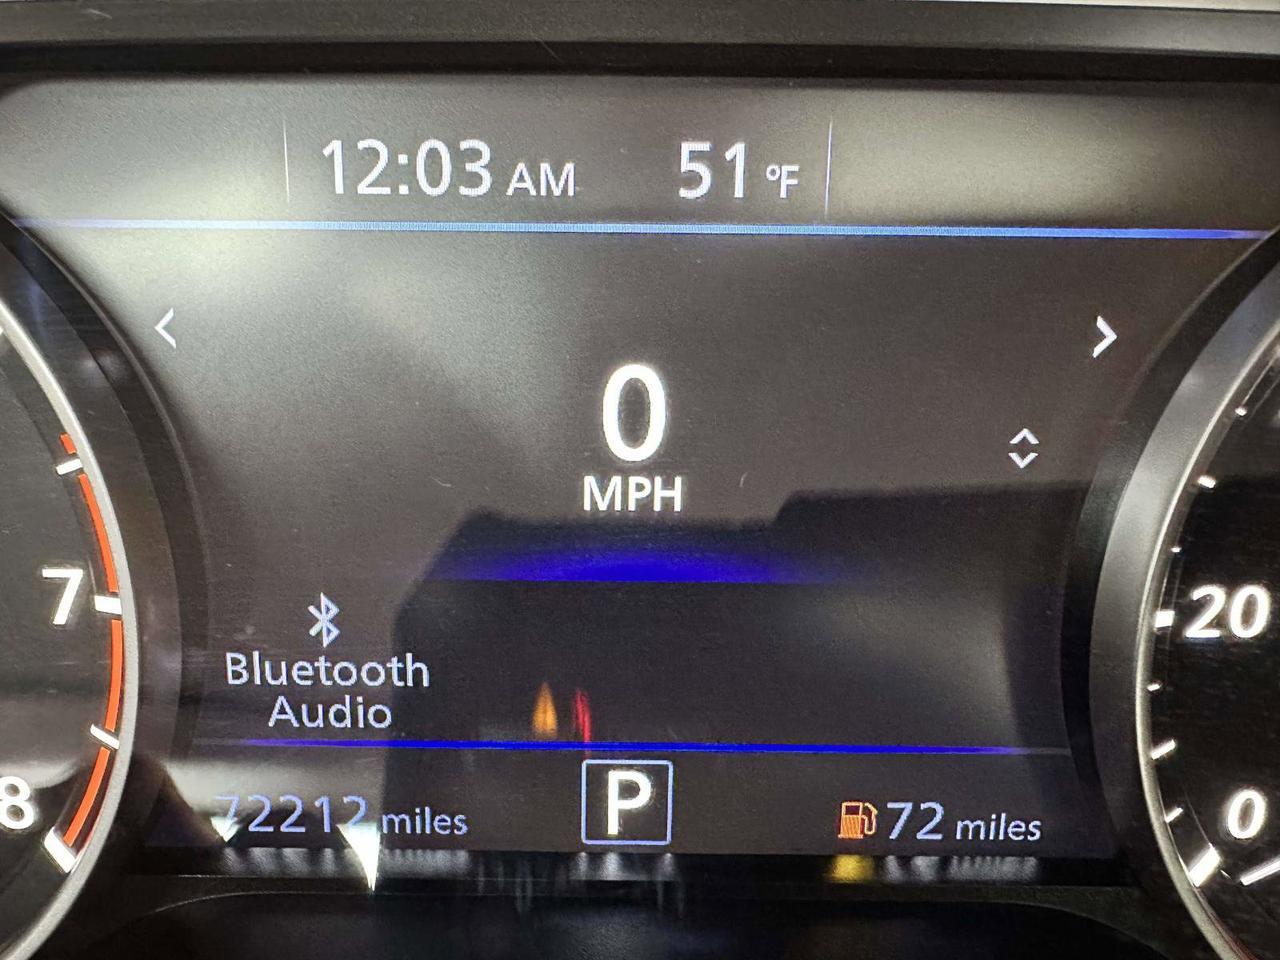 12:03 AM 51 °F
0
MPH
7
20
Bluetooth
Audio
72212 miles P 72 miles
8
0